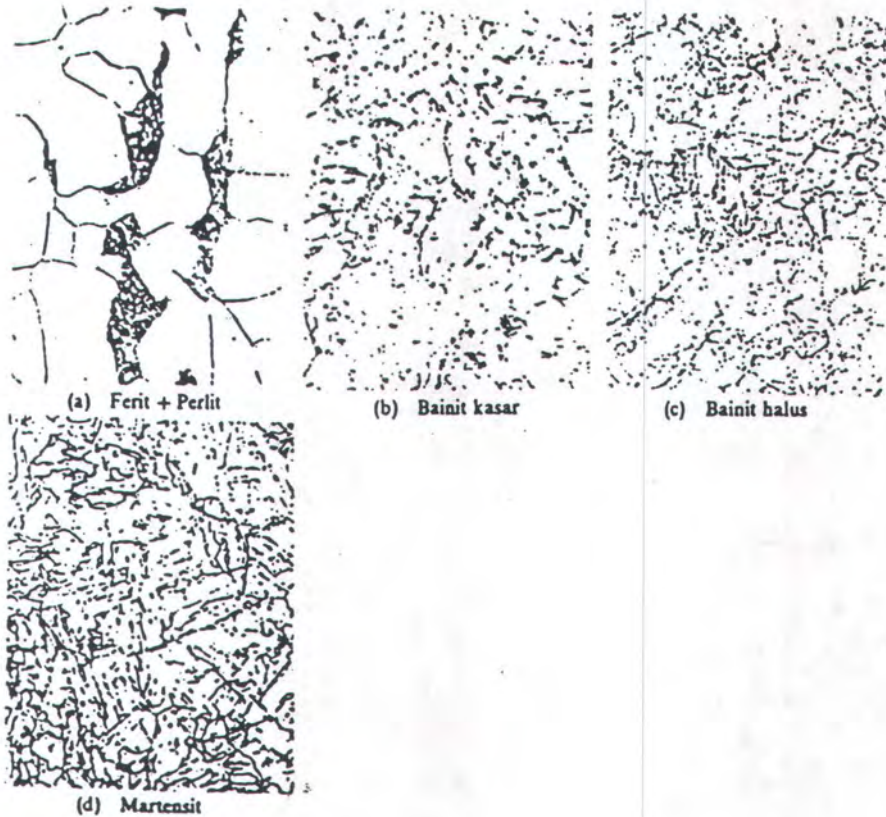 (a) Ferit + Perlit
(b) Bainit kasar
(c) Bainit halus
(d) Martensit